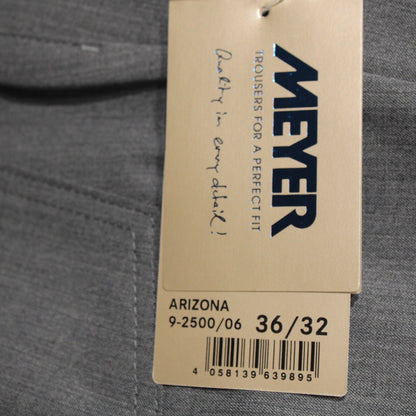 MEYER
TROUSERS FOR A PERFECT FIT
Quality in every detail!
ARIZONA
9-2500/06 36/32
4 058139 639895